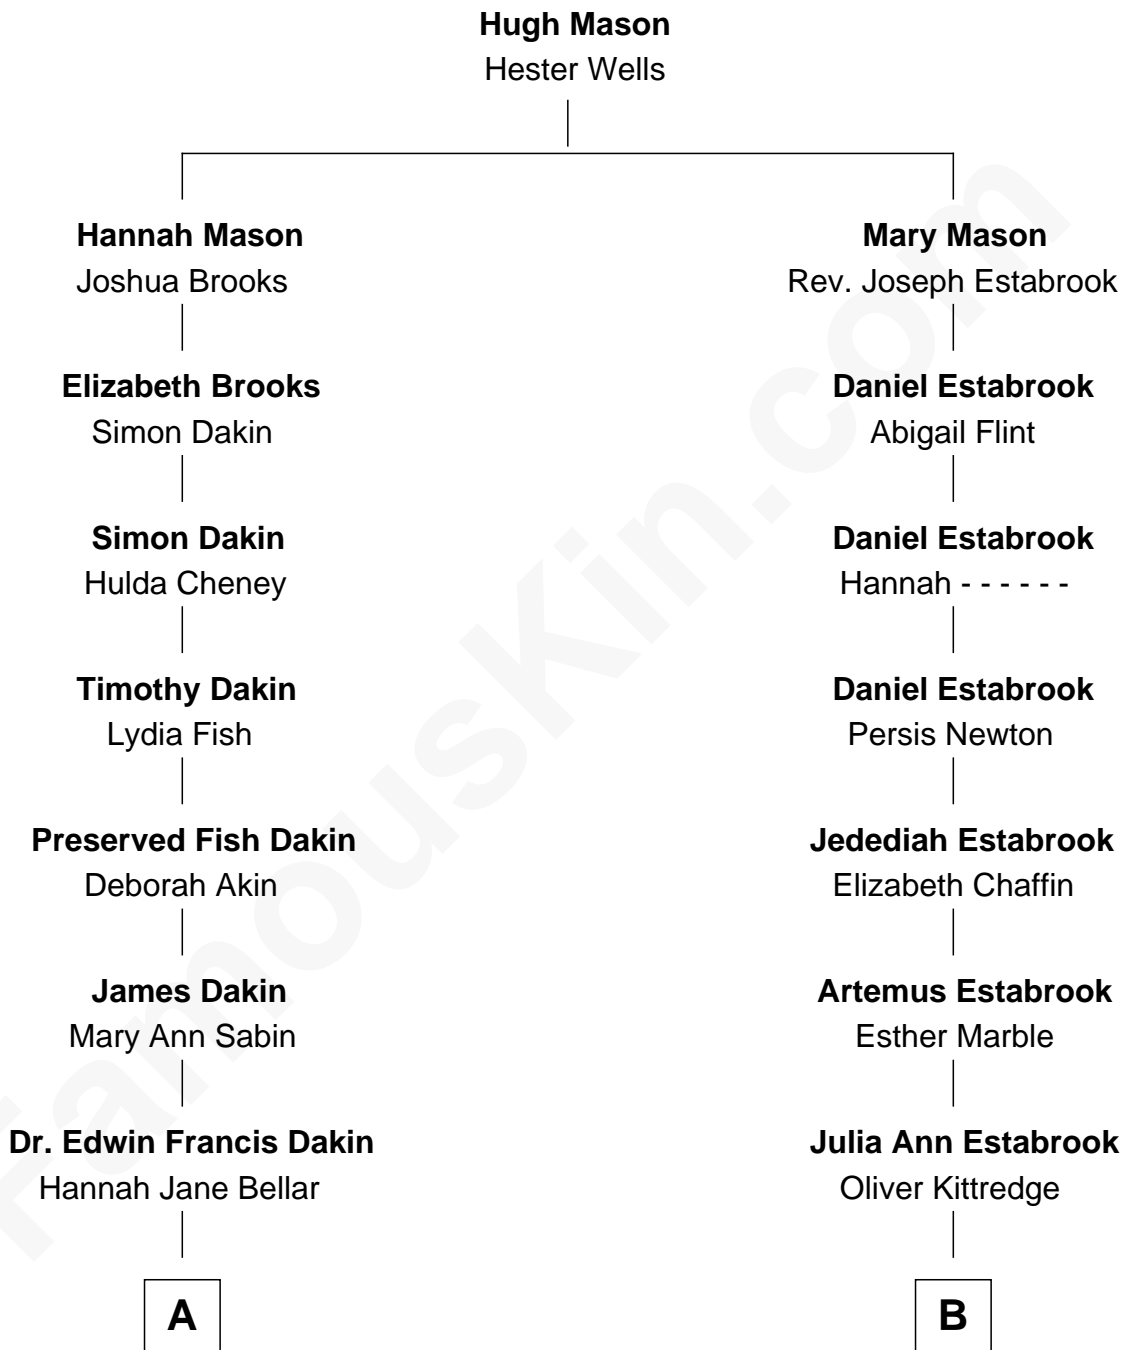 Hugh Mason
Hester Wells
Hannah Mason
Joshua Brooks
Mary Mason
Rev. Joseph Estabrook
Elizabeth Brooks
Simon Dakin
Daniel Estabrook
Abigail Flint
Simon Dakin
Hulda Cheney
Daniel Estabrook
Hannah - - - - - -
Timothy Dakin
Lydia Fish
Daniel Estabrook
Persis Newton
Preserved Fish Dakin
Deborah Akin
Jedediah Estabrook
Elizabeth Chaffin
James Dakin
Mary Ann Sabin
Artemus Estabrook
Esther Marble
Dr. Edwin Francis Dakin
Hannah Jane Bellar
Julia Ann Estabrook
Oliver Kittredge
A
B
FamousKin.com